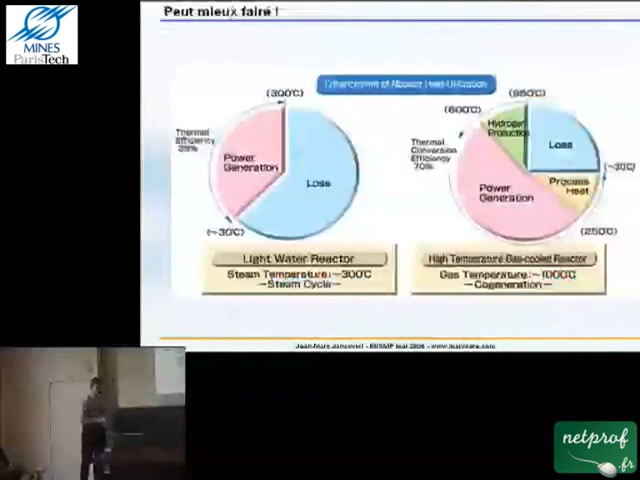 Peut mieux faire !
MINES
ParisTech
Enhancement of Nuclear Heat Utilization
(300℃)
Thermal
Efficiency
Power
Generation
Loss
(~30℃)
Light Water Reactor
Steam Temperature:~300℃
—Steam Cycle—
(950℃)
(600℃)
Hydrogen
Production
Loss
Thermal
Conversion
Efficiency
70%
(~30℃)
Process
Heat
Power
Generation
(250℃)
High Temperature Gas-cooled Reactor
Gas Temperature:~1000℃
—Cogeneration—
netprof
.fr